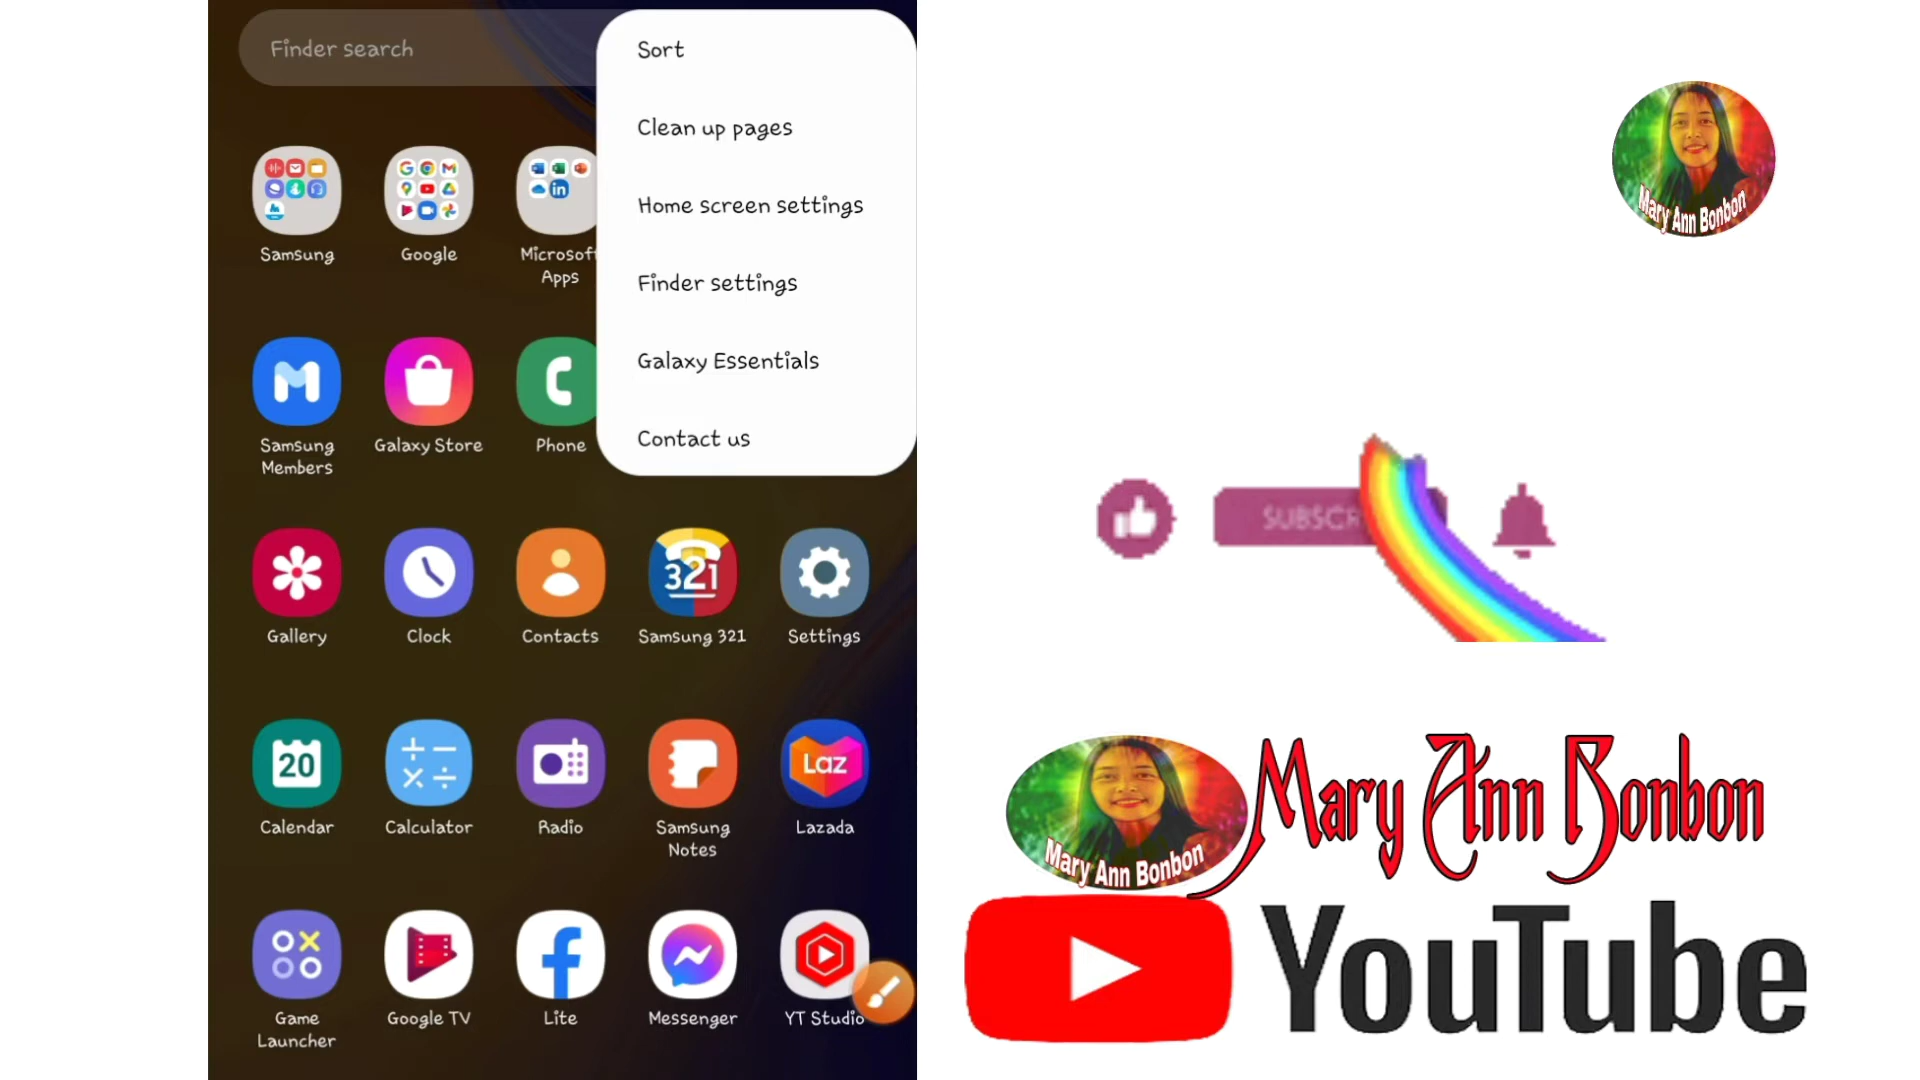 Finder search
Sort
Clean up pages
Home screen settings
Finder settings
Galaxy Essentials
Contact us
Samsung
Google
Microsoft
Apps
Samsung
Members
Galaxy Store
Phone
Gallery
Clock
Contacts
321
Samsung 321
Settings
20
Calendar
Calculator
Radio
Samsung
Notes
Laz
Lazada
Game
Launcher
Google TV
Lite
Messenger
YT Studio
Mary Ann Bonbon
SUBSCR
Mary Ann Bonbon
Mary Ann Bonbon
YouTube